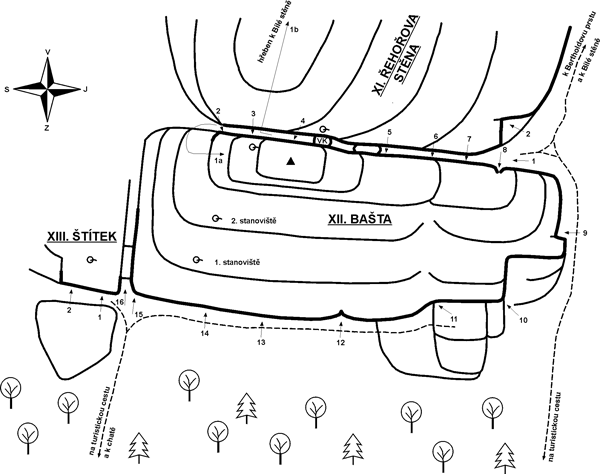 hřeben k Bílé stěně
1b
XI. ŘEHOŘOVA
STĚNA
k Bertholdovu prstu
a k Bílé stěně
V
S
J
Z
2
3
4
VK
5
6
7
8
2
1
1a
XII. BAŠTA
2. stanoviště
1. stanoviště
9
XIII. ŠTÍTEK
2
1
16
15
14
13
12
11
10
na turistickou cestu
a k chatě
na turistickou cestu